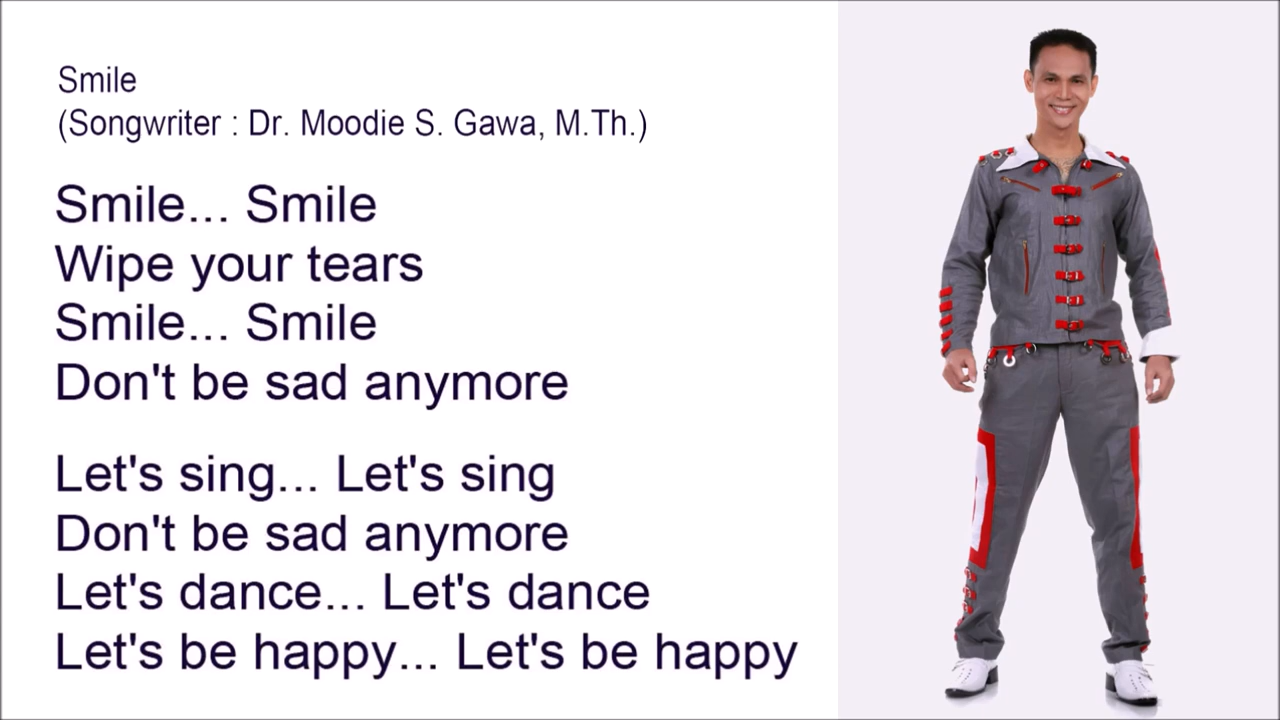 Smile
(Songwriter : Dr. Moodie S. Gawa, M.Th.)
Smile... Smile
Wipe your tears
Smile... Smile
Don't be sad anymore
Let's sing... Let's sing
Don't be sad anymore
Let's dance... Let's dance
Let's be happy... Let's be happy